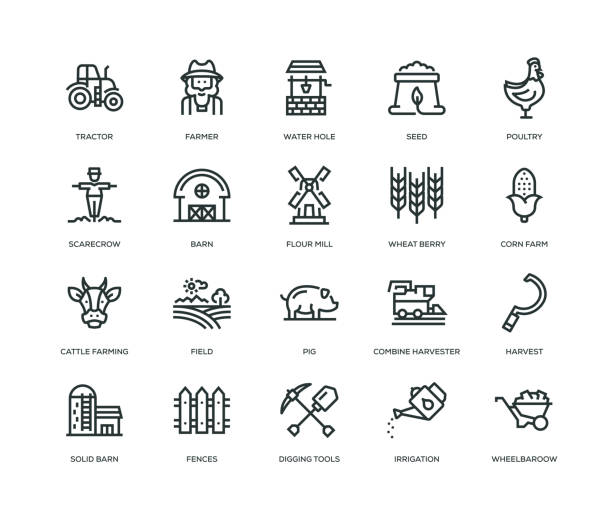 TRACTOR
FARMER
WATER HOLE
SEED
POULTRY
SCARECROW
BARN
FLOUR MILL
WHEAT BERRY
CORN FARM
CATTLE FARMING
FIELD
PIG
COMBINE HARVESTER
HARVEST
SOLID BARN
FENCES
DIGGING TOOLS
IRRIGATION
WHEELBAROOW